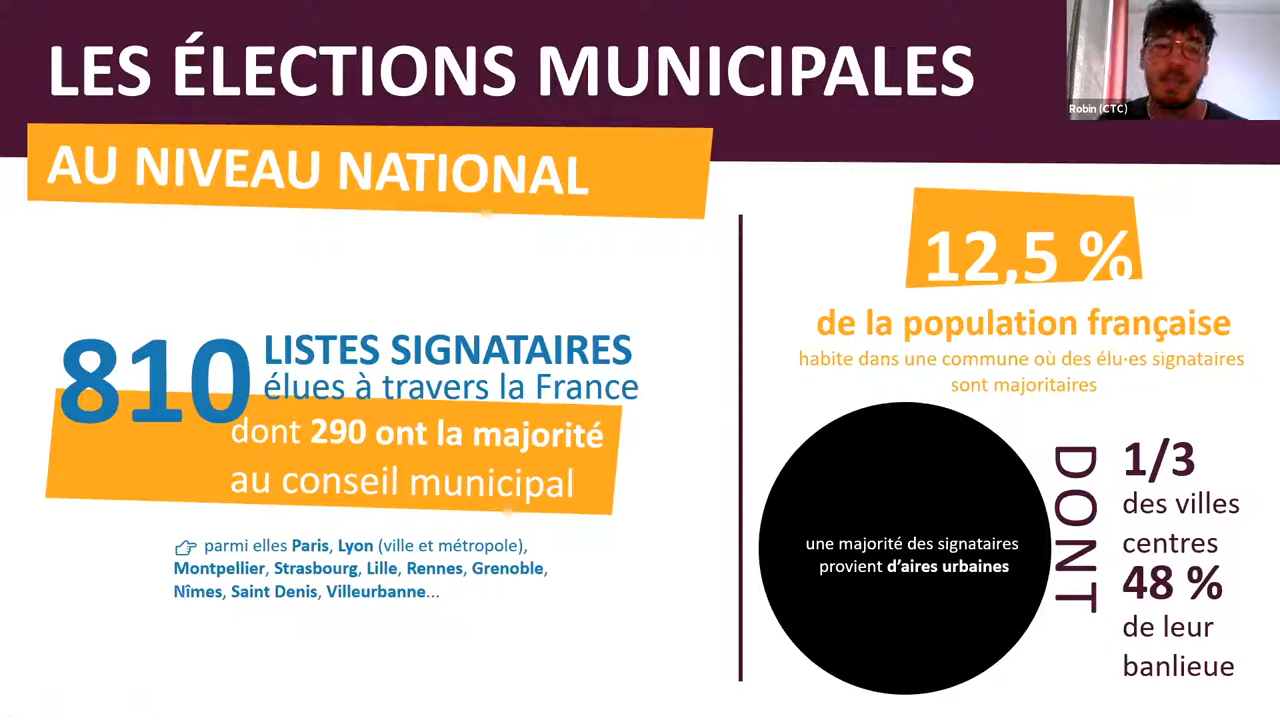 LES ÉLECTIONS MUNICIPALES
Robin (CTC)
AU NIVEAU NATIONAL
810
LISTES SIGNATAIRES
élues à travers la France
dont 290 ont la majorité
au conseil municipal
parmi elles Paris, Lyon (ville et métropole),
Montpellier, Strasbourg, Lille, Rennes, Grenoble,
Nîmes, Saint Denis, Villeurbanne...
12,5 %
de la population française
habite dans une commune où des élu·es signataires
sont majoritaires
une majorité des signataires
provient d’aires urbaines
DONT
1/3
des villes
centres
48 %
de leur
banlieue